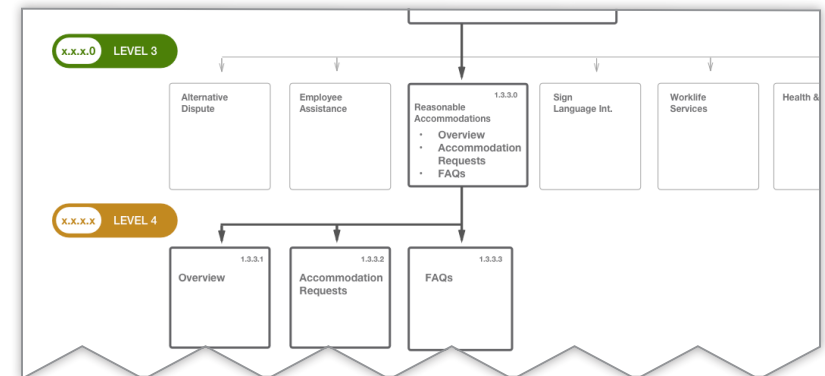 x.x.x.0 LEVEL 3
Alternative
Dispute
Employee
Assistance
1.3.3.0
Reasonable
Accommodations
• Overview
• Accommodation
Requests
• FAQs
Sign
Language Int.
Worklife
Services
Health &
x.x.x.x LEVEL 4
1.3.3.1
Overview
1.3.3.2
Accommodation
Requests
1.3.3.3
FAQs